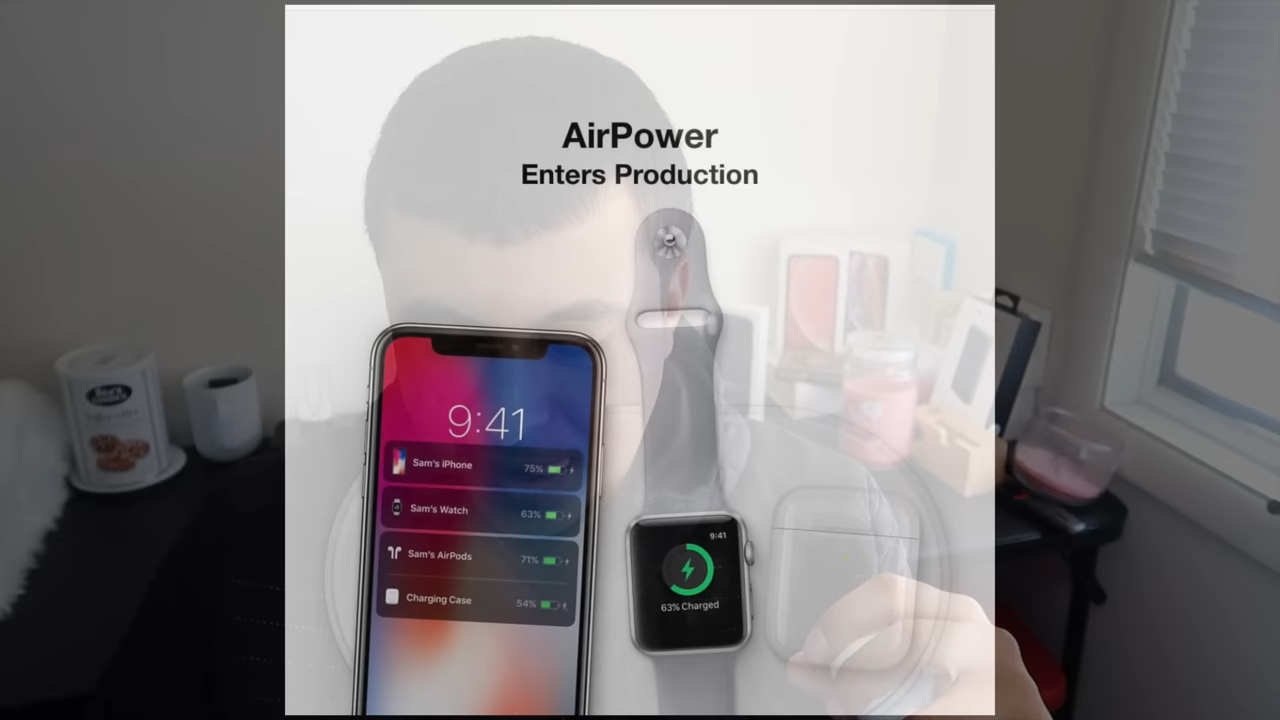 AirPower
Enters Production
9:41
Sam's iPhone 75%
Sam's Watch 63%
Sam's AirPods 71%
Charging Case 54%
9:41
63% Charged